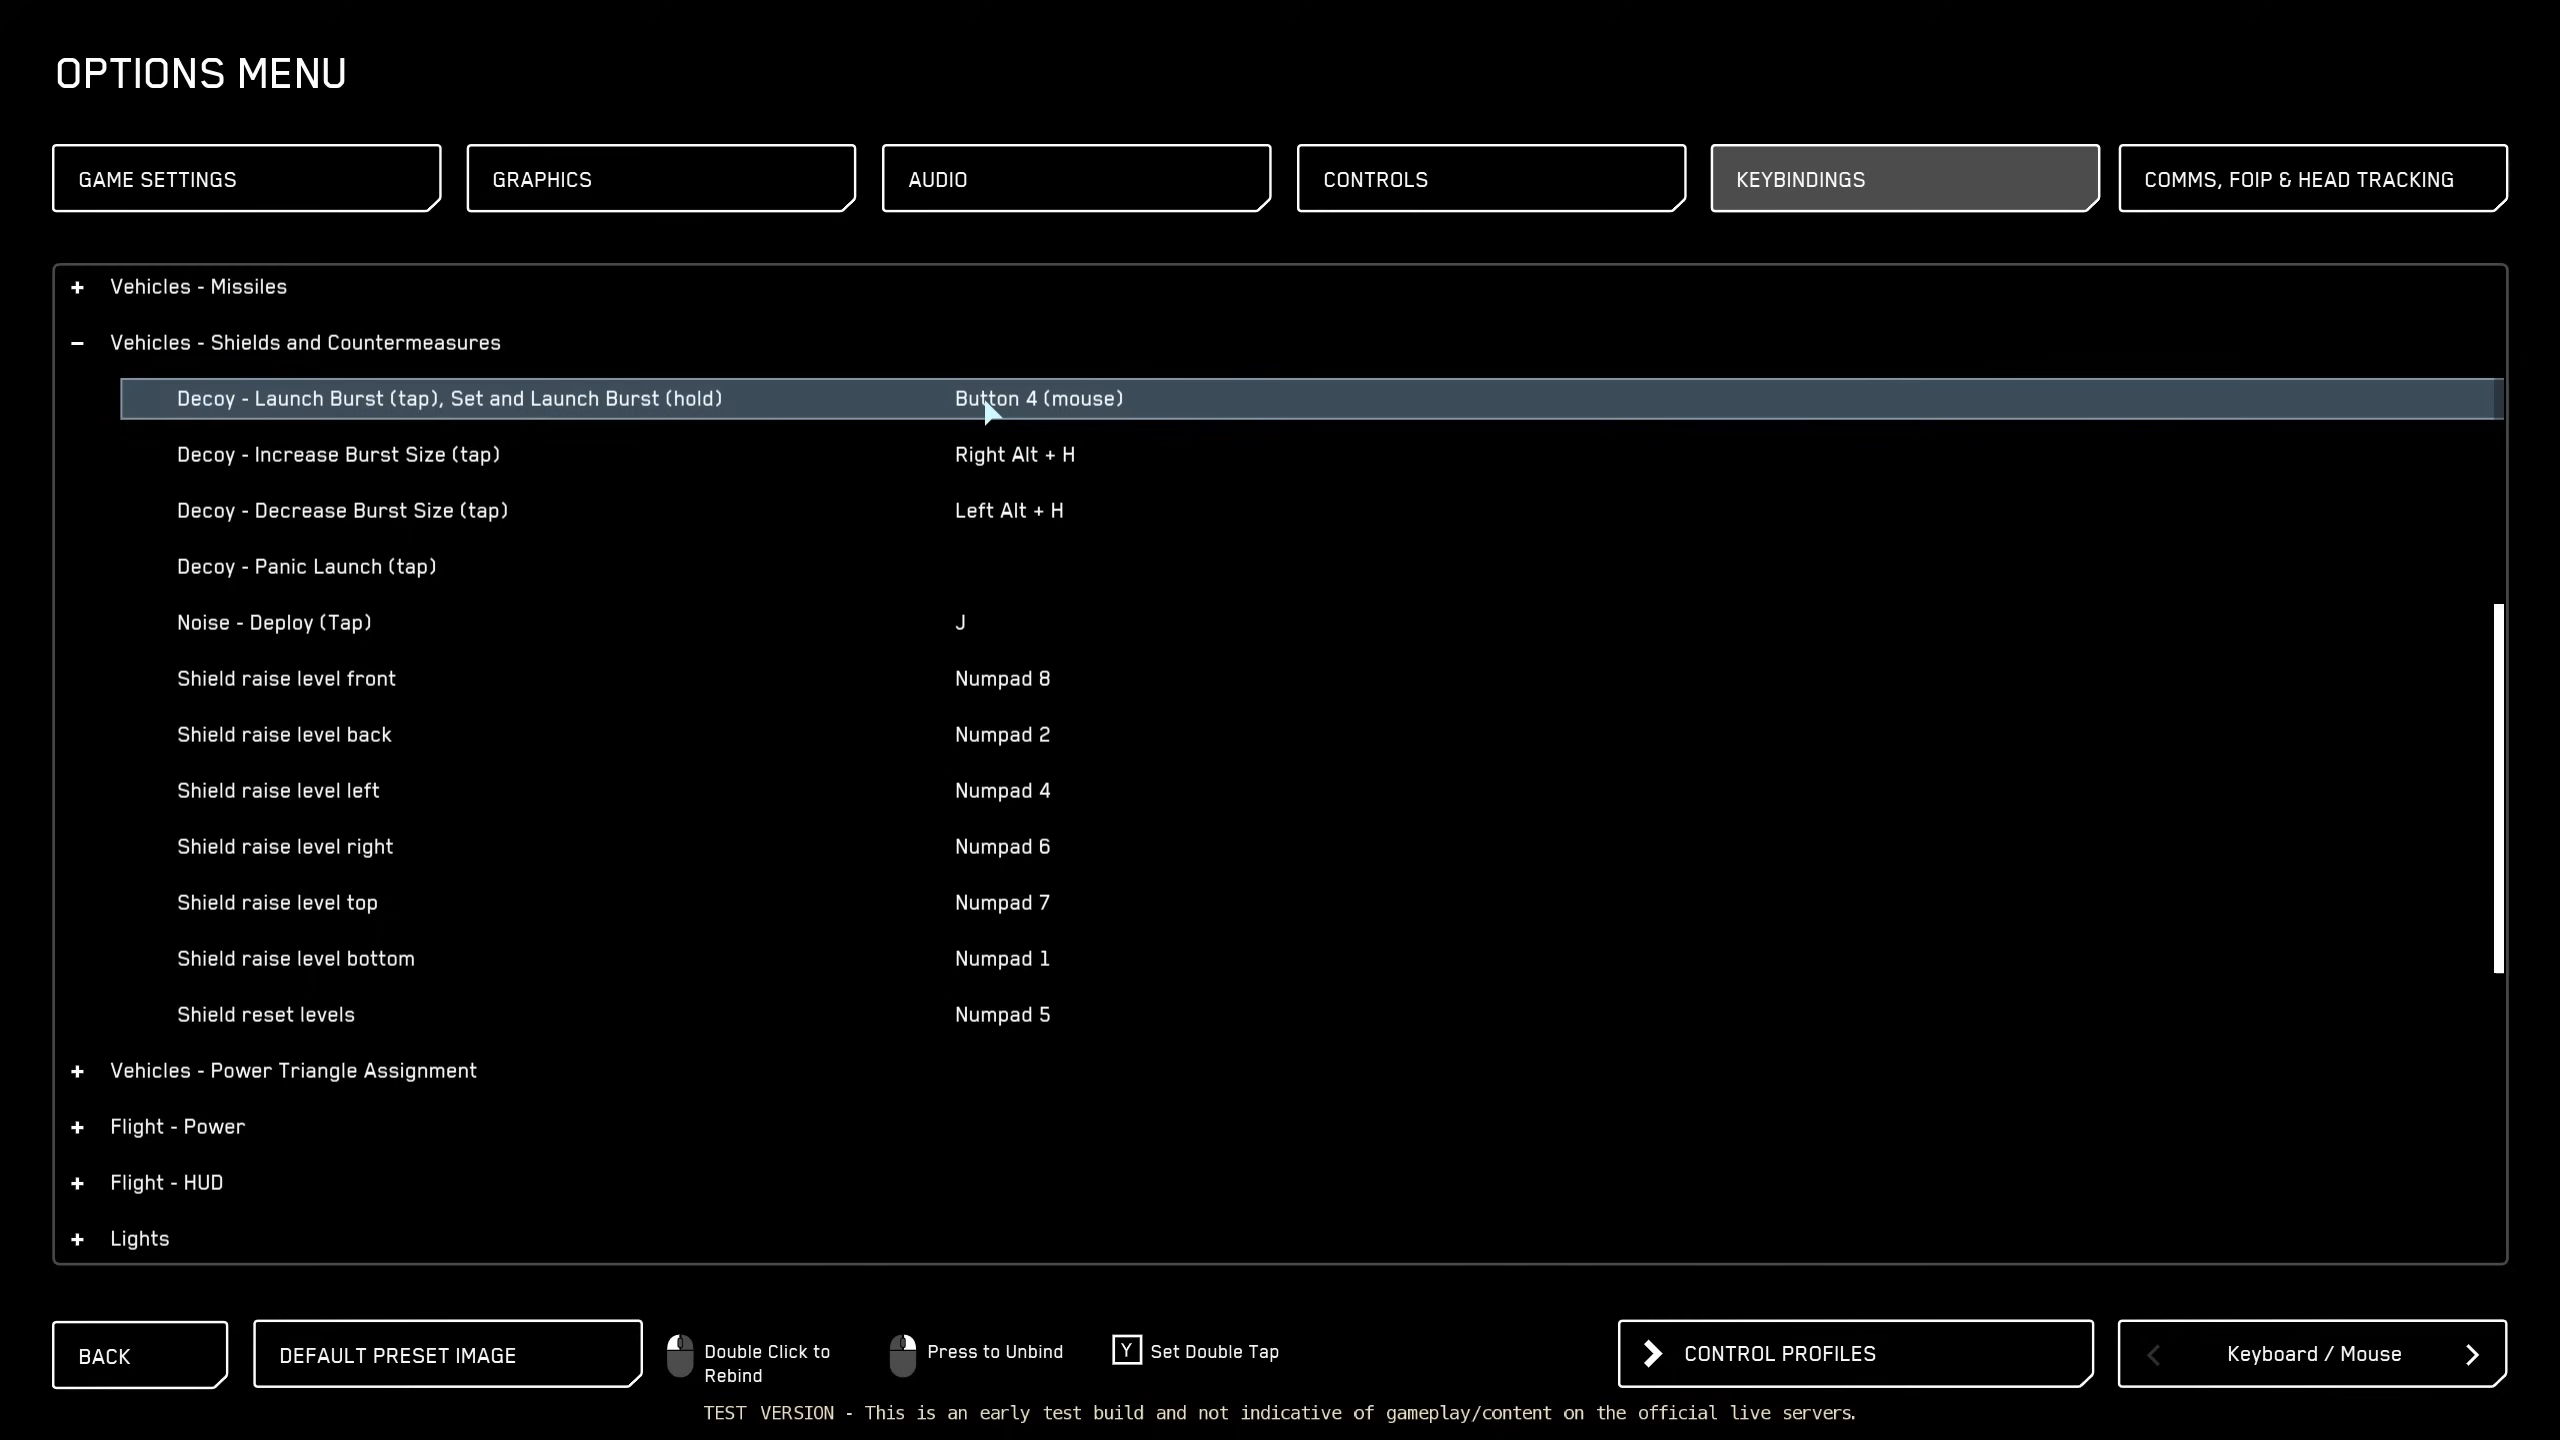 OPTIONS MENU
GAME SETTINGS
GRAPHICS
AUDIO
CONTROLS
KEYBINDINGS
COMMS, FOIP & HEAD TRACKING
+ Vehicles - Missiles
− Vehicles - Shields and Countermeasures
Decoy - Launch Burst (tap), Set and Launch Burst (hold) Button 4 (mouse)
Decoy - Increase Burst Size (tap) Right Alt + H
Decoy - Decrease Burst Size (tap) Left Alt + H
Decoy - Panic Launch (tap)
Noise - Deploy (Tap) J
Shield raise level front Numpad 8
Shield raise level back Numpad 2
Shield raise level left Numpad 4
Shield raise level right Numpad 6
Shield raise level top Numpad 7
Shield raise level bottom Numpad 1
Shield reset levels Numpad 5
+ Vehicles - Power Triangle Assignment
+ Flight - Power
+ Flight - HUD
+ Lights
BACK
DEFAULT PRESET IMAGE
Double Click to
Rebind
Press to Unbind
Y Set Double Tap
CONTROL PROFILES
Keyboard / Mouse
TEST VERSION - This is an early test build and not indicative of gameplay/content on the official live servers.